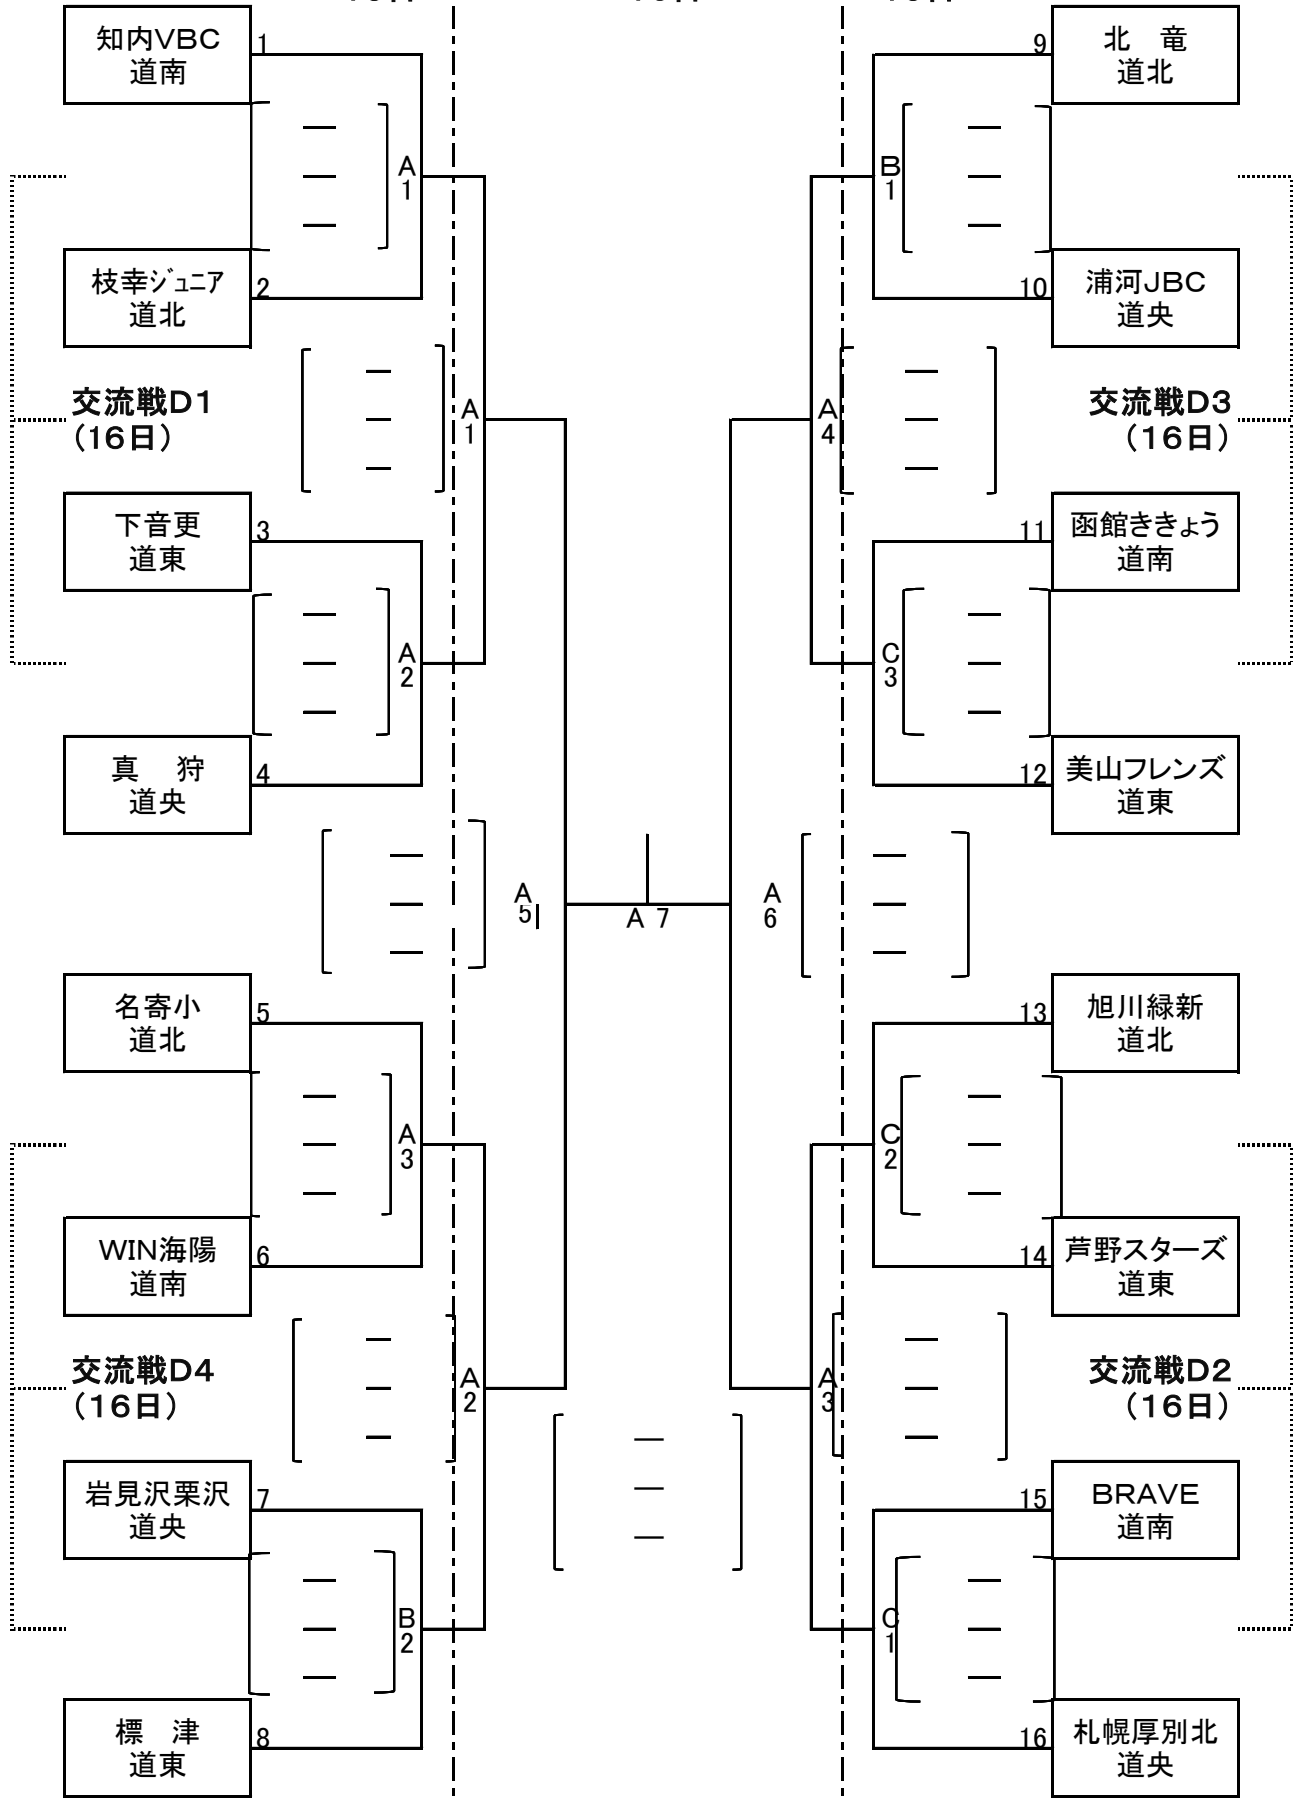 知内VBC
道南
1
A
1
枝幸ジュニア
道北
2
交流戦D1
(16日)
A
1
下音更
道東
3
A
2
真 狩
道央
4
A
5
名寄小
道北
5
A
3
WIN海陽
道南
6
交流戦D4
(16日)
A
2
岩見沢栗沢
道央
7
B
2
標 津
道東
8
A 7
9
北 竜
道北
B
1
10
浦河JBC
道央
A
4
交流戦D3
(16日)
11
函館ききょう
道南
C
3
12
美山フレンズ
道東
A
6
13
旭川緑新
道北
C
2
14
芦野スターズ
道東
A
3
交流戦D2
(16日)
15
BRAVE
道南
C
1
16
札幌厚別北
道央